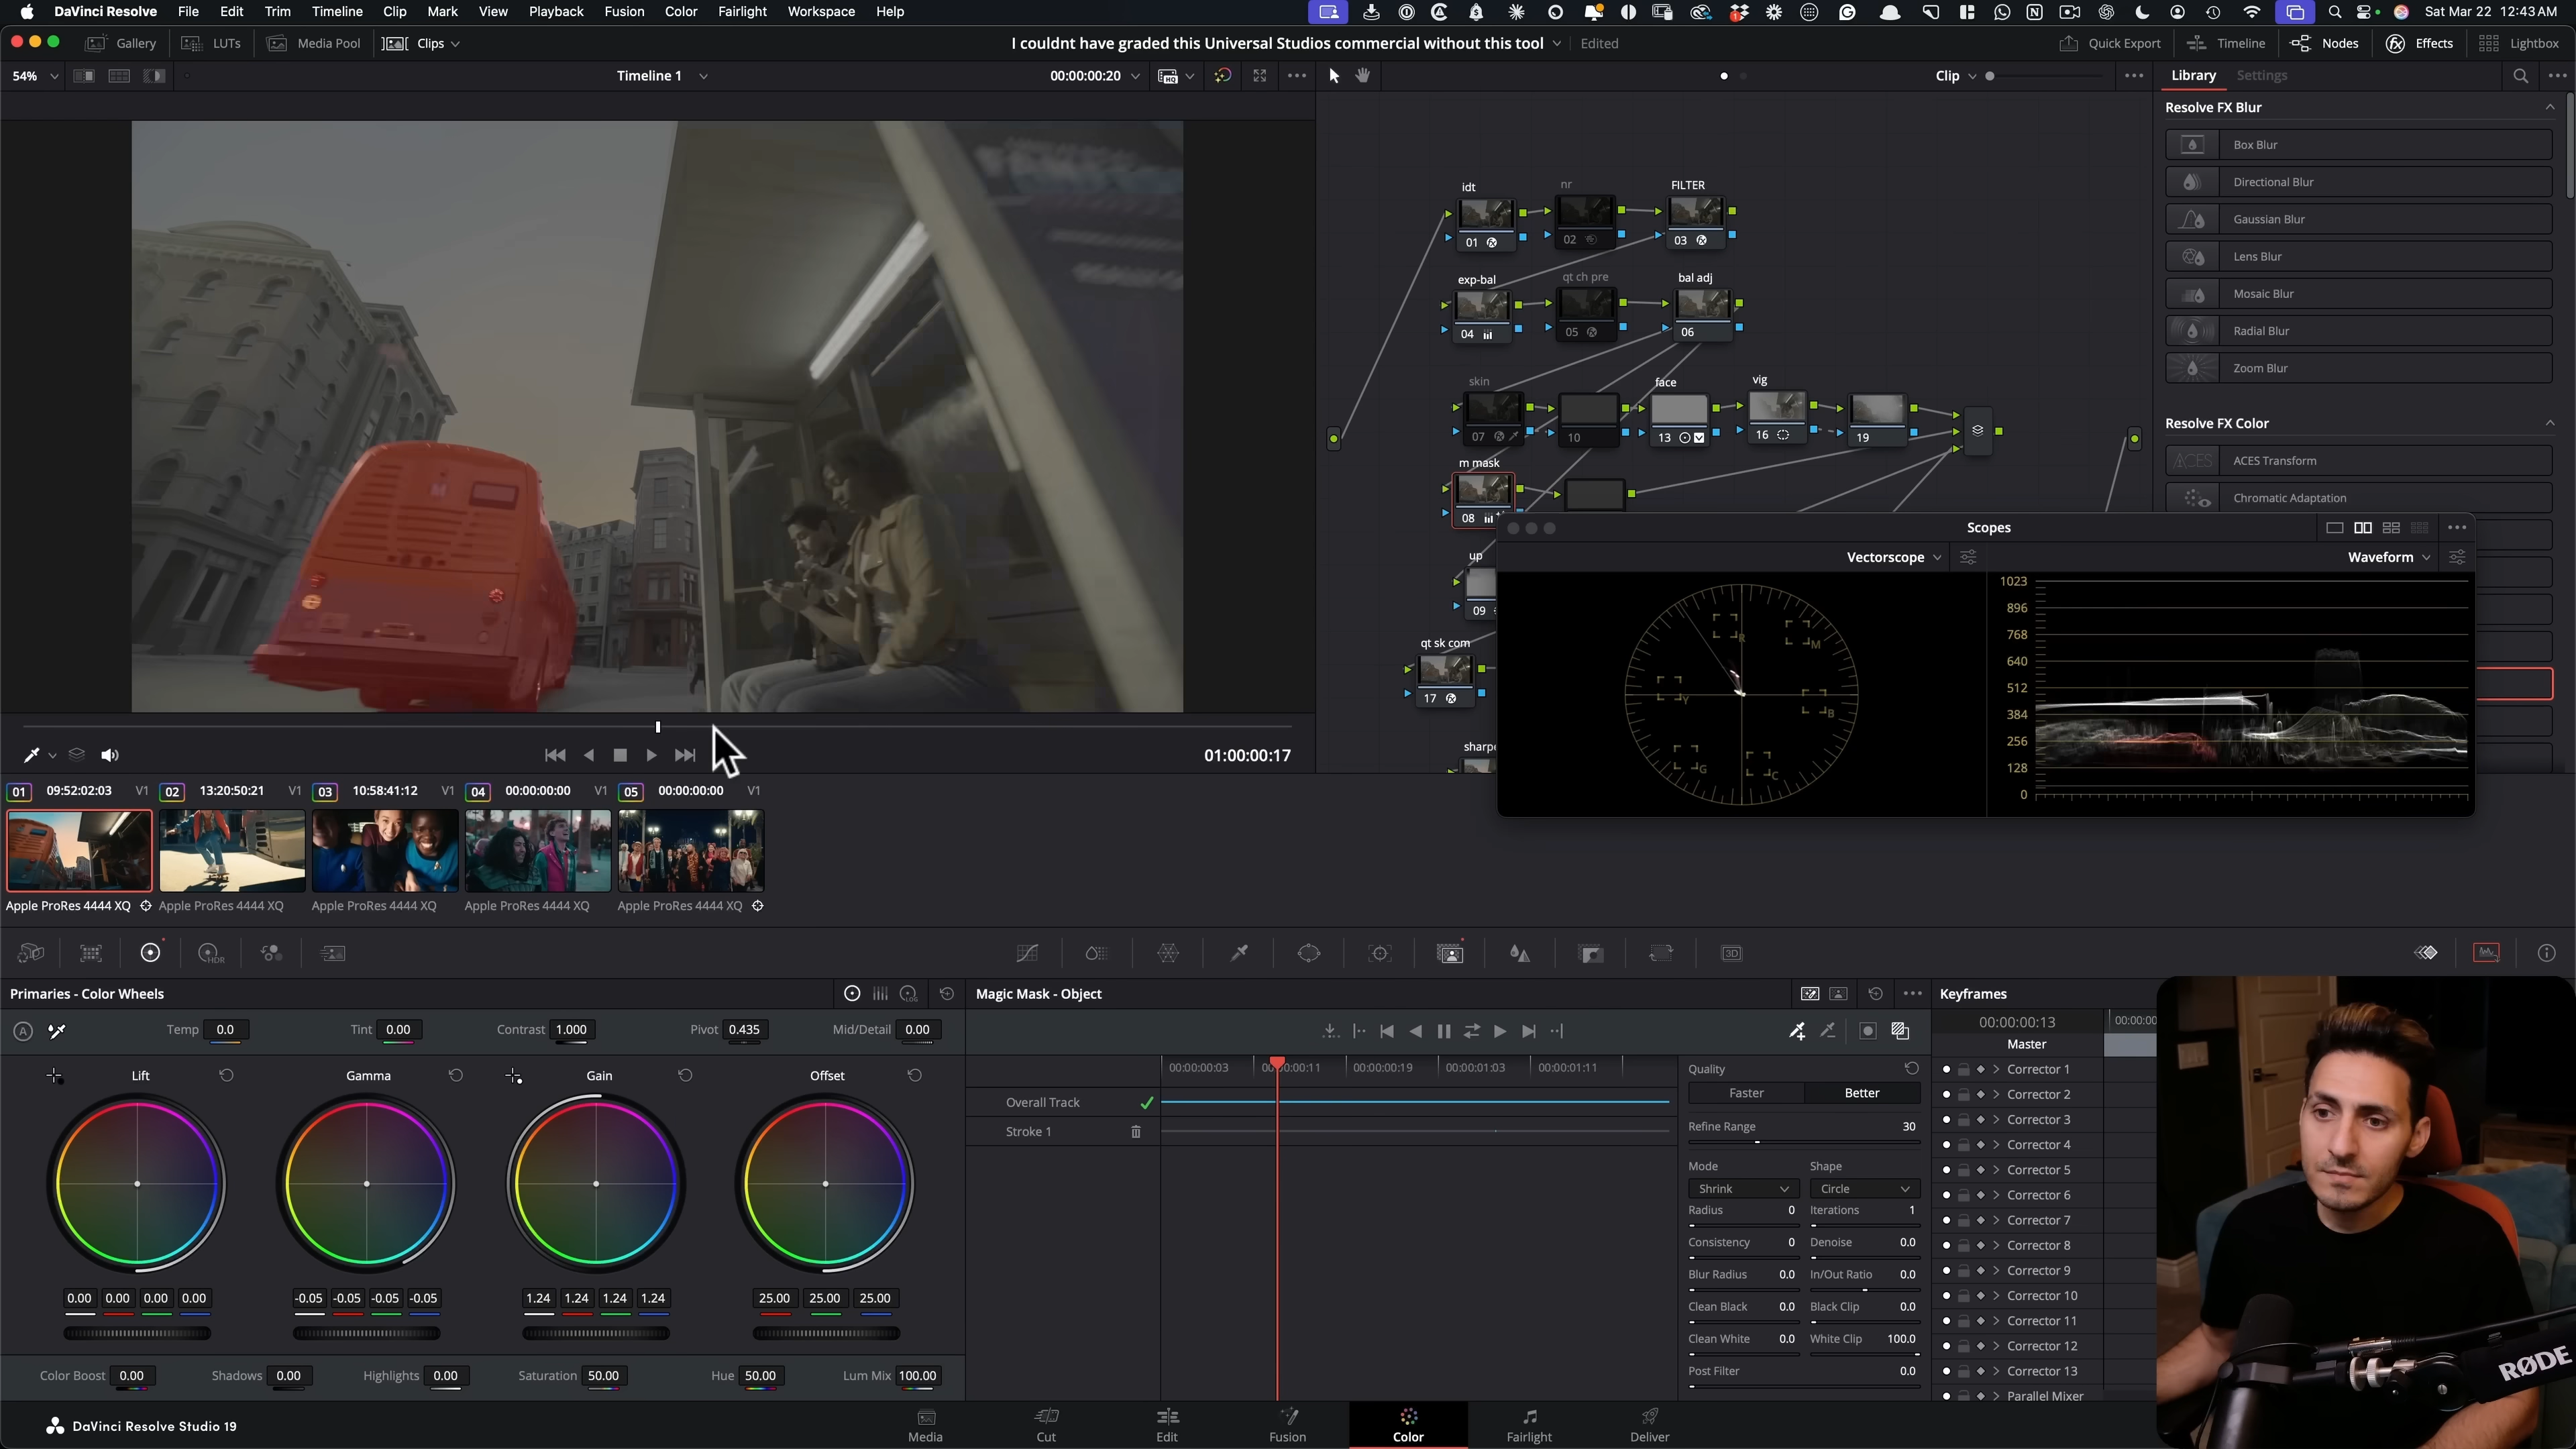 DaVinci Resolve File Edit Trim Timeline Clip Mark View Playback Fusion Color Fairlight Workspace Help Sat Mar 22 12:43 AM
Gallery LUTs Media Pool Clips I couldnt have graded this Universal Studios commercial without this tool Edited Quick Export Timeline Nodes Effects Lightbox
54% Timeline 1 00:00:00:20 HQ Clip Library Settings
Resolve FX Blur
Box Blur
Directional Blur
Gaussian Blur
Lens Blur
Mosaic Blur
Radial Blur
Zoom Blur
Resolve FX Color
ACES ACES Transform
Chromatic Adaptation
idt nr FILTER
01 02 03
exp-bal qt ch pre bal adj
04 05 06
skin face vig
07 10 13 16 19
m mask
08
up
09
qt sk com
17
sharpe
Scopes
Vectorscope Waveform
R M Y B G C
1023
896
768
640
512
384
256
128
0
01:00:00:17
01 09:52:02:03 V1 02 13:20:50:21 V1 03 10:58:41:12 V1 04 00:00:00:00 V1 05 00:00:00:00 V1
Apple ProRes 4444 XQ Apple ProRes 4444 XQ Apple ProRes 4444 XQ Apple ProRes 4444 XQ Apple ProRes 4444 XQ
HDR 3D
Primaries - Color Wheels LOG
A Temp 0.0 Tint 0.00 Contrast 1.000 Pivot 0.435 Mid/Detail 0.00
Lift Gamma Gain Offset
0.00 0.00 0.00 0.00 -0.05 -0.05 -0.05 -0.05 1.24 1.24 1.24 1.24 25.00 25.00 25.00
Color Boost 0.00 Shadows 0.00 Highlights 0.00 Saturation 50.00 Hue 50.00 Lum Mix 100.00
Magic Mask - Object
00:00:00:03 00:00:00:11 00:00:00:19 00:00:01:03 00:00:01:11
Overall Track
Stroke 1
Quality
Faster Better
Refine Range 30
Mode Shape
Shrink Circle
Radius 0 Iterations 1
Consistency 0 Denoise 0.0
Blur Radius 0.0 In/Out Ratio 0.0
Clean Black 0.0 Black Clip 0.0
Clean White 0.0 White Clip 100.0
Post Filter 0.0
Keyframes
00:00:00:13 00:00:00
Master
Corrector 1
Corrector 2
Corrector 3
Corrector 4
Corrector 5
Corrector 6
Corrector 7
Corrector 8
Corrector 9
Corrector 10
Corrector 11
Corrector 12
Corrector 13
Parallel Mixer
RØDE
DaVinci Resolve Studio 19
Media Cut Edit Fusion Color Fairlight Deliver